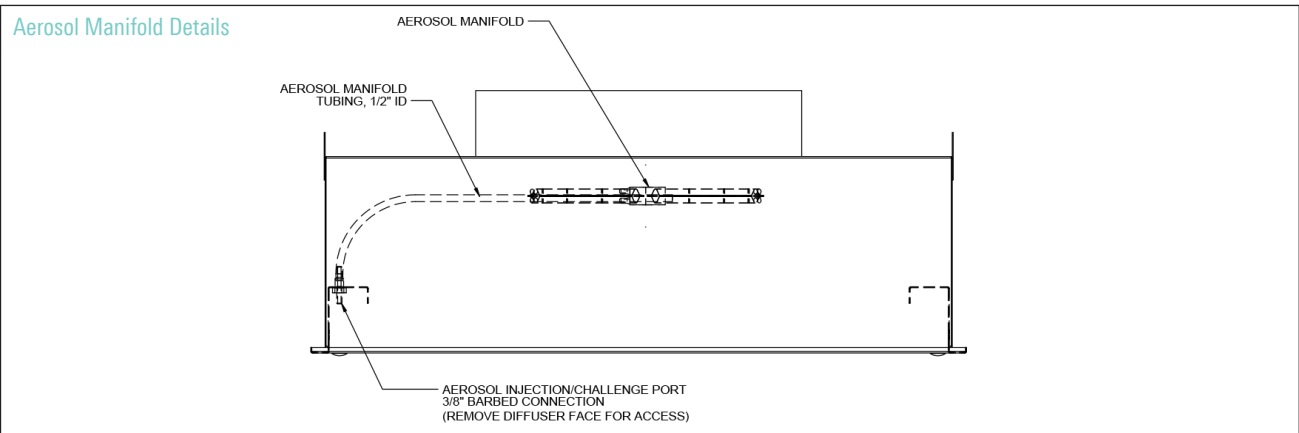 Aerosol Manifold Details
AEROSOL MANIFOLD
AEROSOL MANIFOLD
TUBING, 1/2" ID
AEROSOL INJECTION/CHALLENGE PORT
3/8" BARBED CONNECTION
(REMOVE DIFFUSER FACE FOR ACCESS)